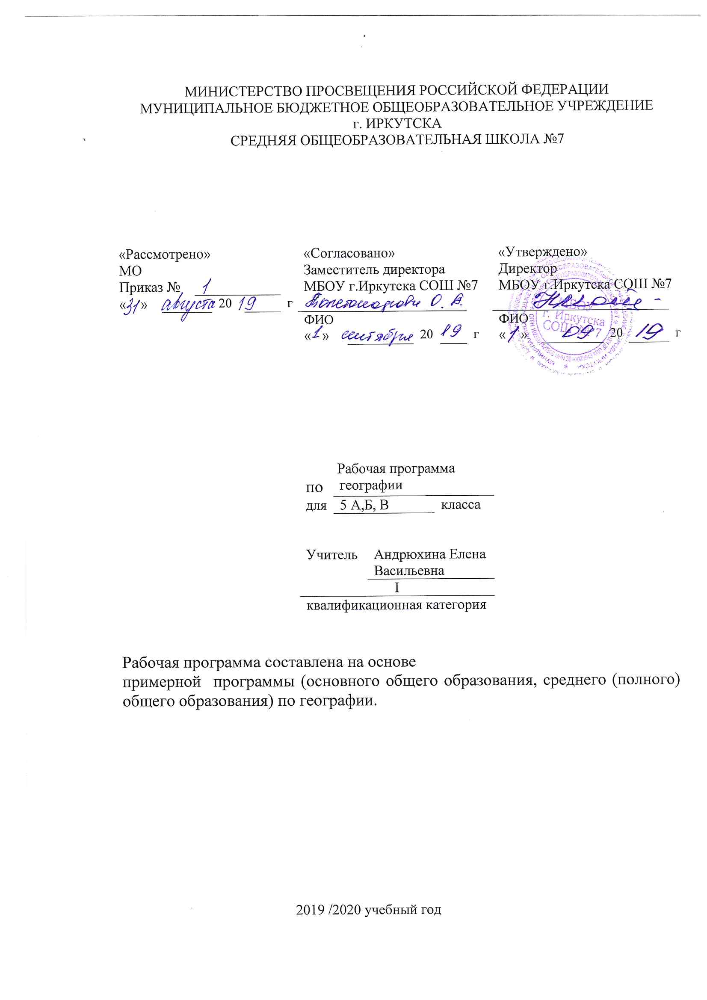 МИНИСТЕРСТВО ПРОСВЕЩЕНИЯ РОССИЙСКОЙ ФЕДЕРАЦИИ
МУНИЦИПАЛЬНОЕ БЮДЖЕТНОЕ ОБЩЕОБРАЗОВАТЕЛЬНОЕ УЧРЕЖДЕНИЕ
г. ИРКУТСКА
СРЕДНЯЯ ОБЩЕОБРАЗОВАТЕЛЬНАЯ ШКОЛА №7
«Рассмотрено»
МО
Приказ № 1
«31» августа 20 19 г
«Согласовано»
Заместитель директора
МБОУ г.Иркутска СОШ №7
О. А.
ФИО
«1» сентября 20 19 г
«Утверждено»
Директор
МБОУ г.Иркутска СОШ №7
ФИО
«1» 09 20 19 г
г. Иркутска
СОШ № 7
Рабочая программа
по географии
для 5 А,Б, В класса
Учитель Андрюхина Елена
Васильевна
I
квалификационная категория
Рабочая программа составлена на основе
примерной программы (основного общего образования, среднего (полного)
общего образования) по географии.
2019 /2020 учебный год